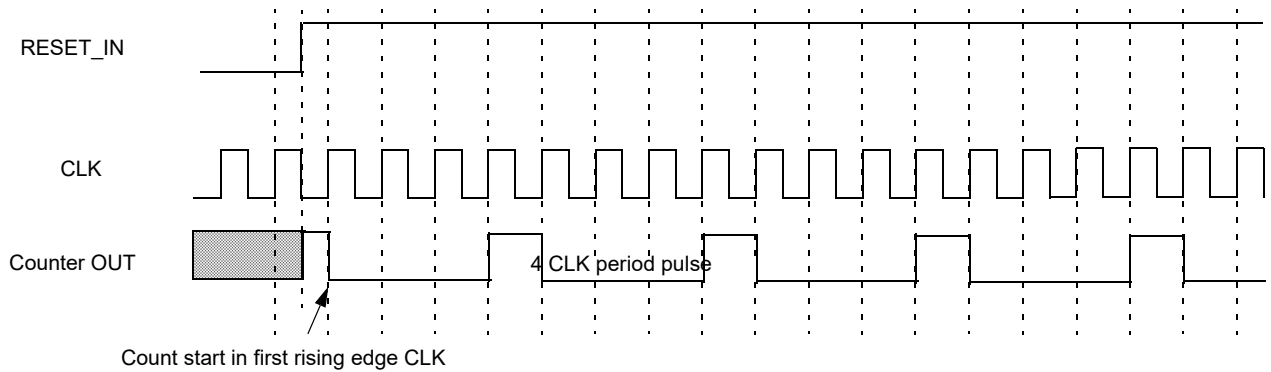 RESET_IN
CLK
Counter OUT
4 CLK period pulse
Count start in first rising edge CLK